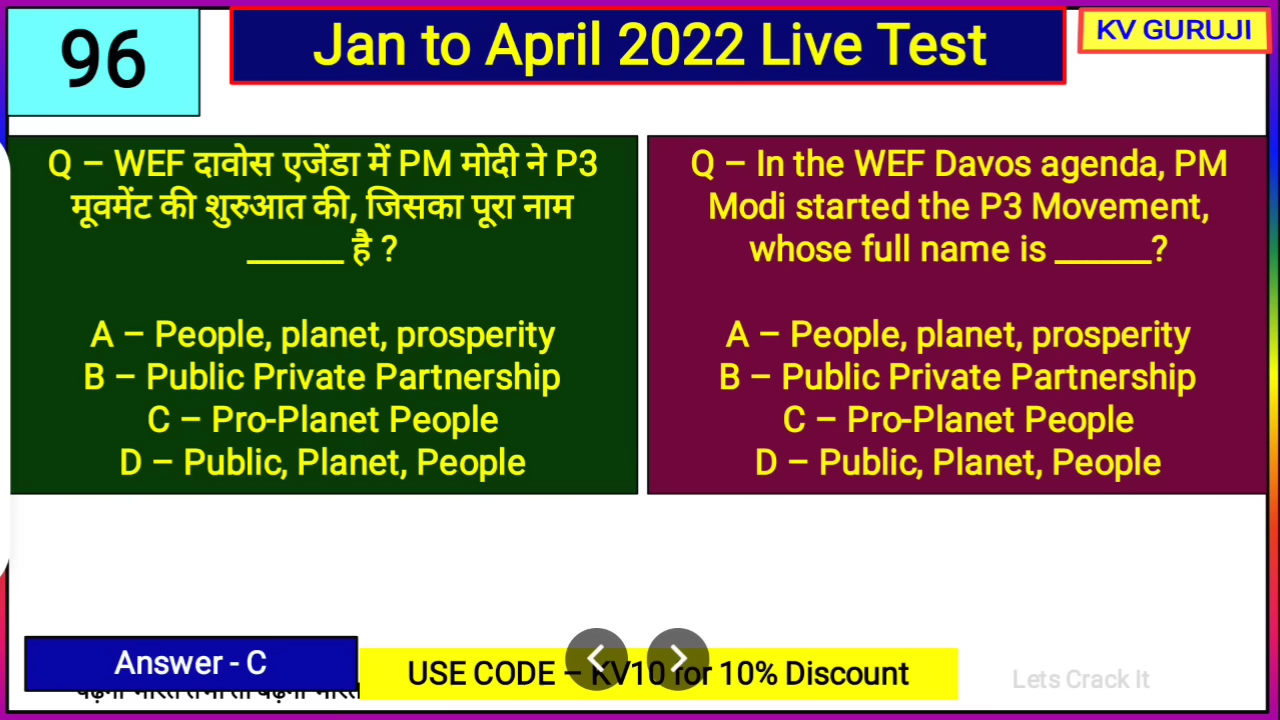 96
Jan to April 2022 Live Test
KV GURUJI
Q – WEF दावोस एजेंडा में PM मोदी ने P3
मूवमेंट की शुरुआत की, जिसका पूरा नाम
______ है ?
A – People, planet, prosperity
B – Public Private Partnership
C – Pro-Planet People
D – Public, Planet, People
Q – In the WEF Davos agenda, PM
Modi started the P3 Movement,
whose full name is ______?
A – People, planet, prosperity
B – Public Private Partnership
C – Pro-Planet People
D – Public, Planet, People
Answer - C
USE CODE – KV10 for 10% Discount
Lets Crack It